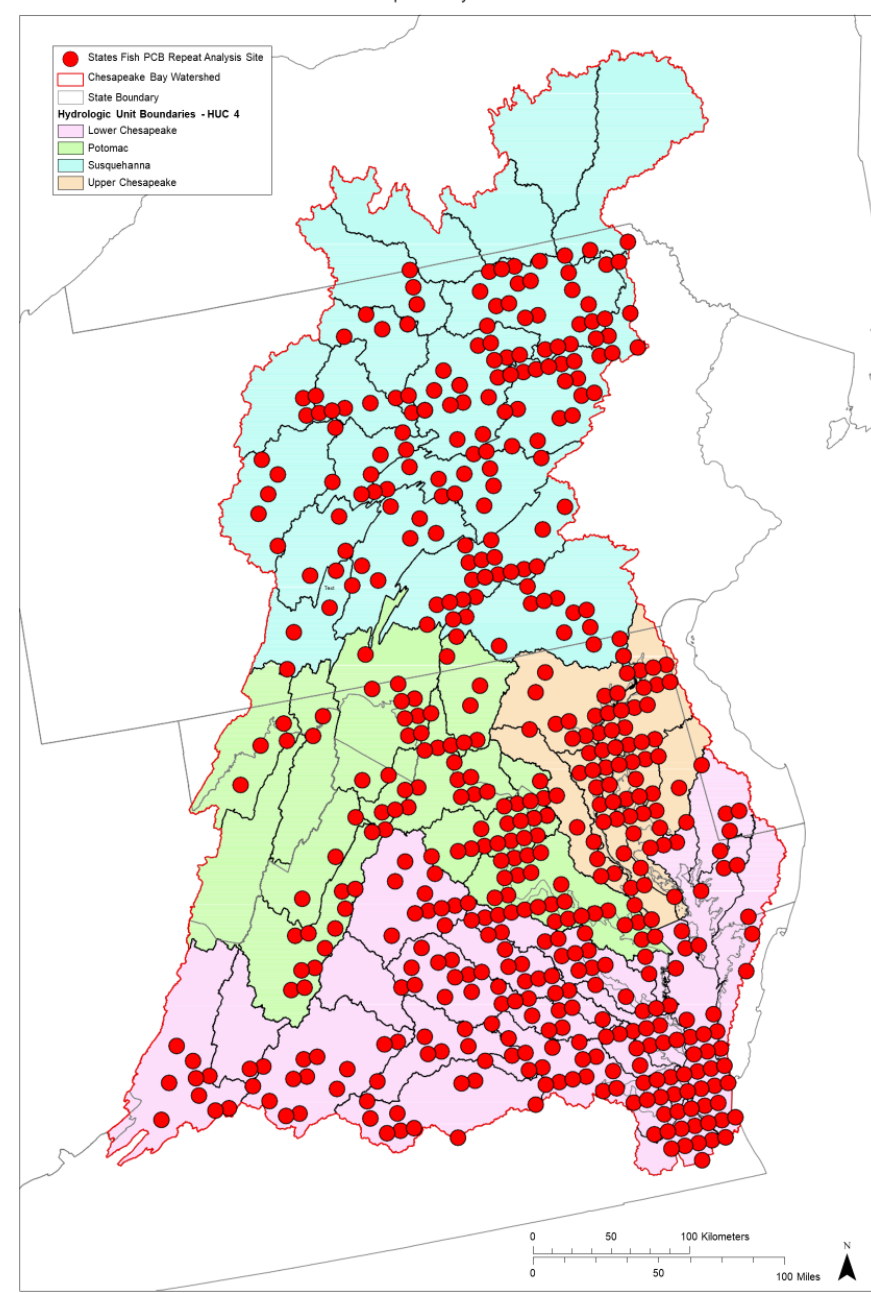 States Fish PCB Repeat Analysis Site
Chesapeake Bay Watershed
State Boundary
Hydrologic Unit Boundaries - HUC 4
Lower Chesapeake
Potomac
Susquehanna
Upper Chesapeake
Text
0 50 100 Kilometers
0 50 100 Miles
N